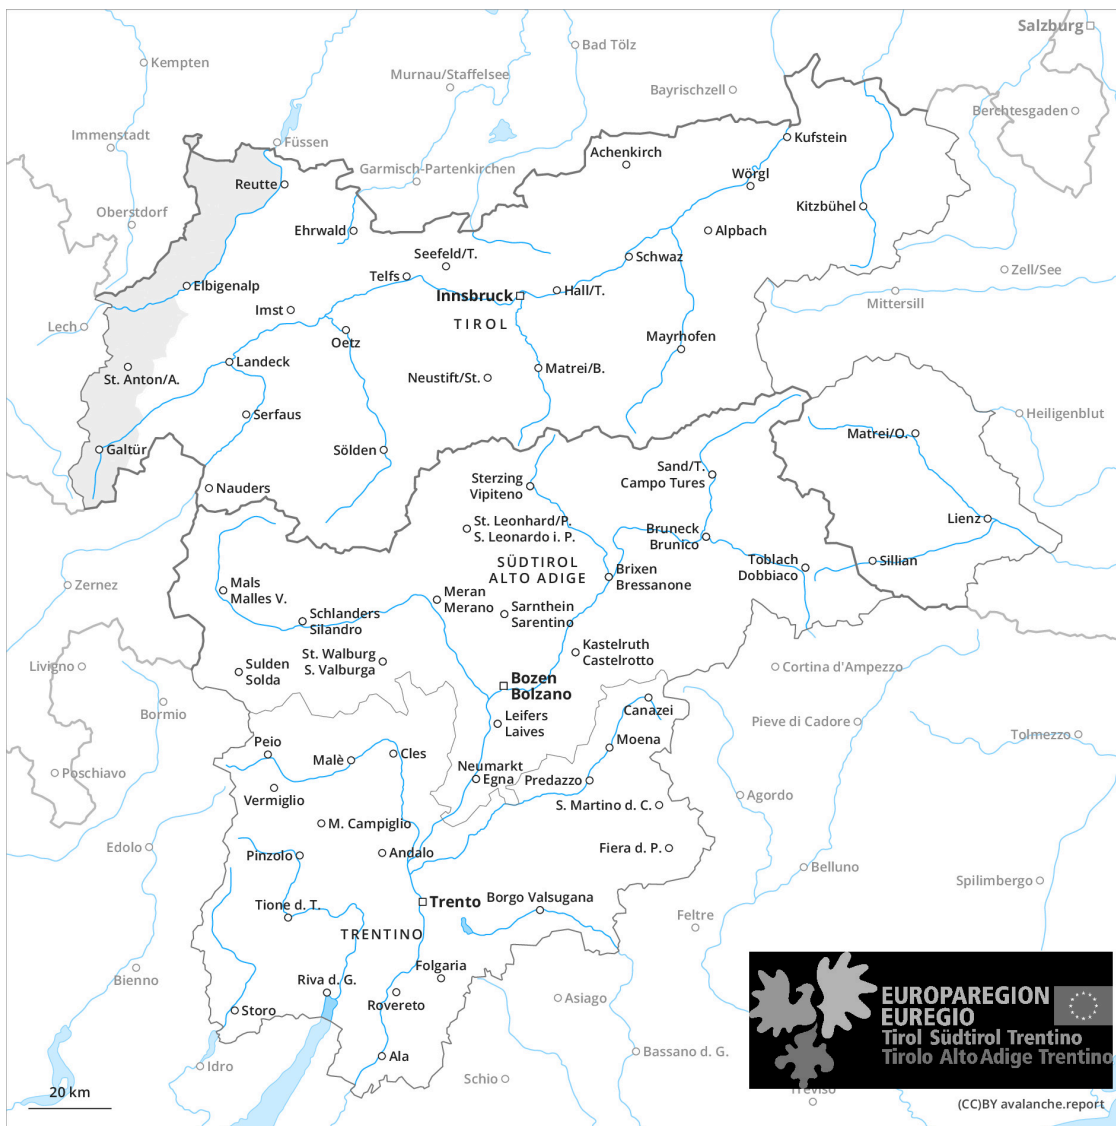 Salzburg
Bad Tölz
Kempten
Murnau/Staffelsee
Bayrischzell
Berchtesgaden
Immenstadt
Füssen
Kufstein
Achenkirch
Garmisch-Partenkirchen
Wörgl
Reutte
Oberstdorf
Kitzbühel
Ehrwald
Alpbach
Seefeld/T.
Schwaz
Telfs
Zell/See
Elbigenalp
Hall/T.
Innsbruck
Mittersill
Imst
Lech
TIROL
Oetz
Mayrhofen
Landeck
Matrei/B.
St. Anton/A.
Neustift/St.
Serfaus
Heiligenblut
Matrei/O.
Galtür
Sölden
Sterzing
Vipiteno
Sand/T.
Campo Tures
Nauders
Lienz
St. Leonhard/P.
S. Leonardo i. P.
Bruneck
Brunico
SÜDTIROL
ALTO ADIGE
Toblach
Dobbiaco
Sillian
Brixen
Bressanone
Zernez
Mals
Malles V.
Meran
Merano
Sarnthein
Sarentino
Schlanders
Silandro
Kastelruth
Castelrotto
St. Walburg
S. Valburga
Livigno
Sulden
Solda
Cortina d'Ampezzo
Bozen
Bolzano
Bormio
Canazei
Leifers
Laives
Pieve di Cadore
Tolmezzo
Peio
Moena
Cles
Malè
Poschiavo
Neumarkt
Egna
Predazzo
Vermiglio
Agordo
S. Martino d. C.
M. Campiglio
Edolo
Pinzolo
Andalo
Fiera d. P.
Belluno
Spilimbergo
Tione d. T.
Trento
Borgo Valsugana
Feltre
TRENTINO
Folgaria
Bienno
Riva d. G.
Rovereto
Asiago
Storo
EUROPAREGION
EUREGIO
Tirol Südtirol Trentino
Tirolo Alto Adige Trentino
Ala
Idro
Bassano d. G.
Schio
Treviso
20 km
(CC)BY avalanche.report